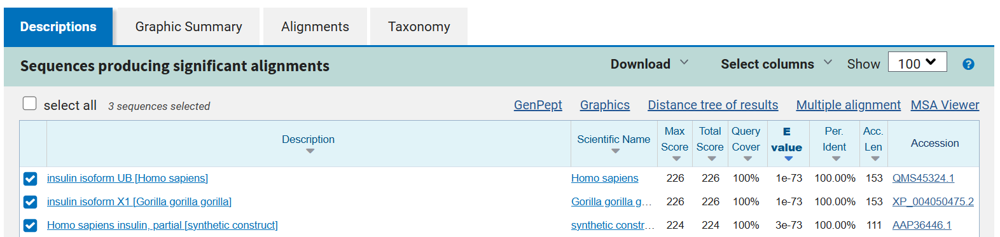 Descriptions Graphic Summary Alignments Taxonomy
Sequences producing significant alignments Download Select columns Show 100 ?
select all 3 sequences selected GenPept Graphics Distance tree of results Multiple alignment MSA Viewer
Description Scientific Name Max Score Total Score Query Cover E value Per. Ident Acc. Len Accession
insulin isoform UB [Homo sapiens] Homo sapiens 226 226 100% 1e-73 100.00% 153 QMS45324.1
insulin isoform X1 [Gorilla gorilla gorilla] Gorilla gorilla g... 226 226 100% 1e-73 100.00% 153 XP_004050475.2
Homo sapiens insulin, partial [synthetic construct] synthetic constr... 224 224 100% 3e-73 100.00% 111 AAP36446.1